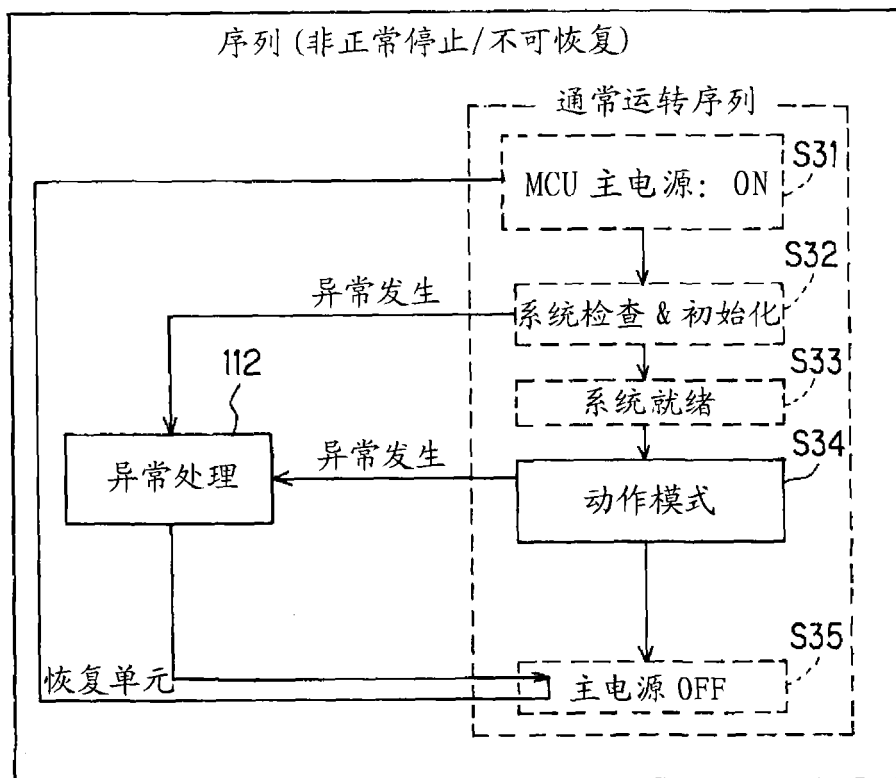 序列(非正常停止/不可恢复)
通常运转序列
S31
MCU 主电源: ON
S32
异常发生
系统检查 & 初始化
112
S33
系统就绪
异常处理
异常发生
S34
动作模式
恢复单元
S35
主电源 OFF